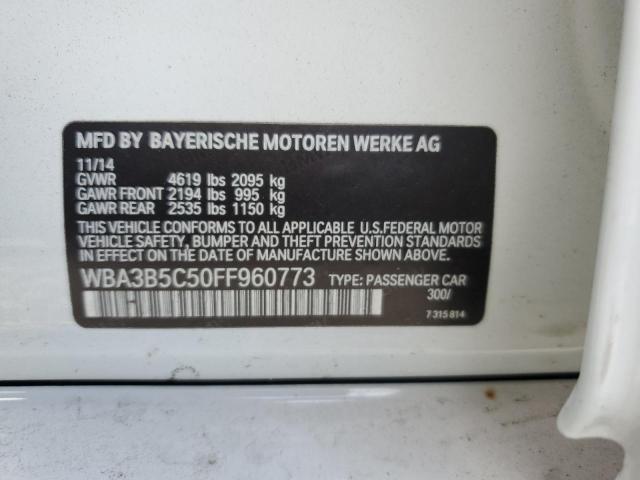 MFD BY BAYERISCHE MOTOREN WERKE AG
11/14
GVWR 4619 lbs 2095 kg
GAWR FRONT 2194 lbs 995 kg
GAWR REAR 2535 lbs 1150 kg
THIS VEHICLE CONFORMS TO ALL APPLICABLE U.S.FEDERAL MOTOR
VEHICLE SAFETY, BUMPER AND THEFT PREVENTION STANDARDS
IN EFFECT ON THE DATE OF MANUFACTURE SHOWN ABOVE.
WBA3B5C50FF960773 TYPE: PASSENGER CAR
300/
7 315 814